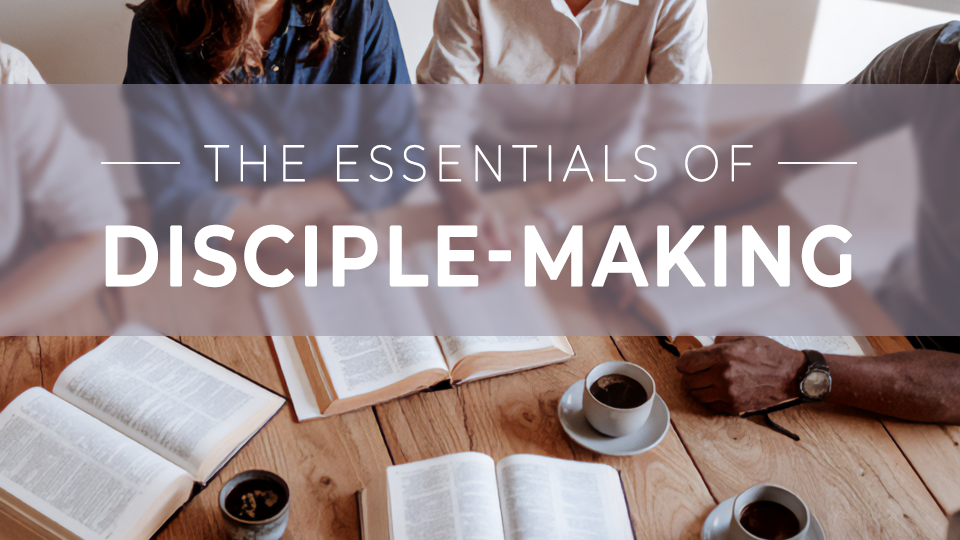 THE ESSENTIALS OF
DISCIPLE-MAKING